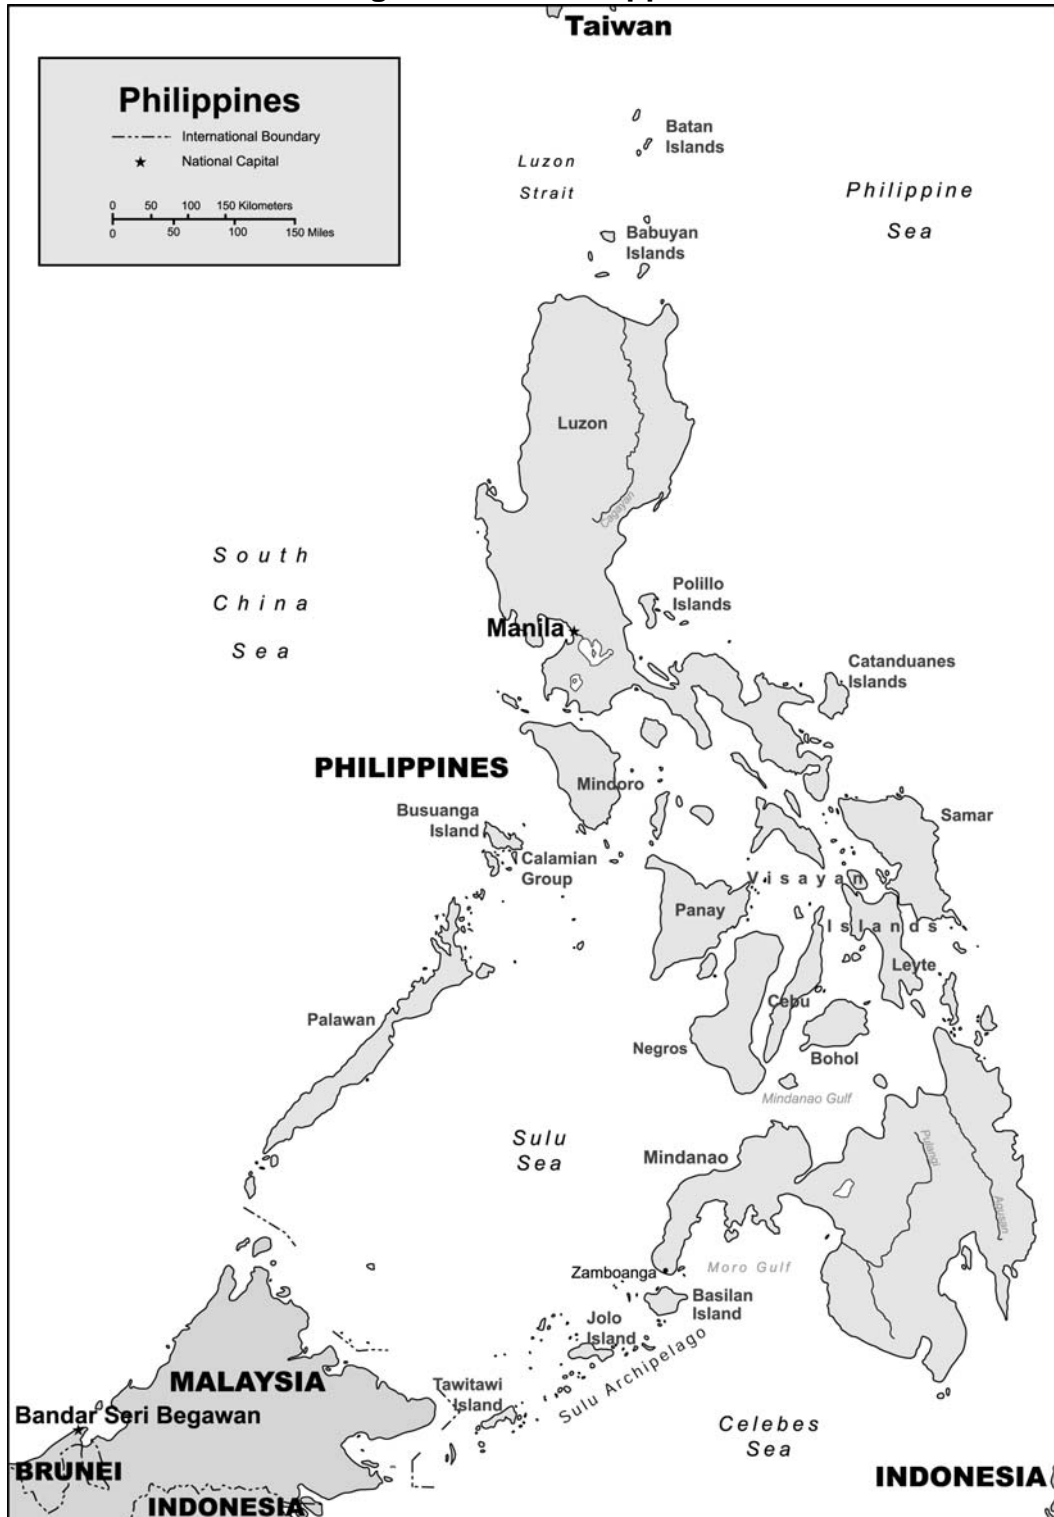 Taiwan
Philippines
International Boundary
National Capital
0 50 100 150 Kilometers
0 50 100 150 Miles
Batan
Islands
Luzon
Strait
Philippine
Sea
Babuyan
Islands
Luzon
Cagayan
South
China
Sea
Polillo
Islands
Manila
Catanduanes
Islands
PHILIPPINES
Mindoro
Busuanga
Island
Samar
Calamian
Group
Visayan
Islands
Panay
Leyte
Cebu
Palawan
Negros
Bohol
Mindanao Gulf
Sulu
Sea
Mindanao
Pulangi
Agusan
Zamboanga
Moro Gulf
Basilan
Island
Jolo
Island
Sulu Archipelago
Tawitawi
Island
MALAYSIA
Bandar Seri Begawan
Celebes
Sea
BRUNEI
INDONESIA
INDONESIA